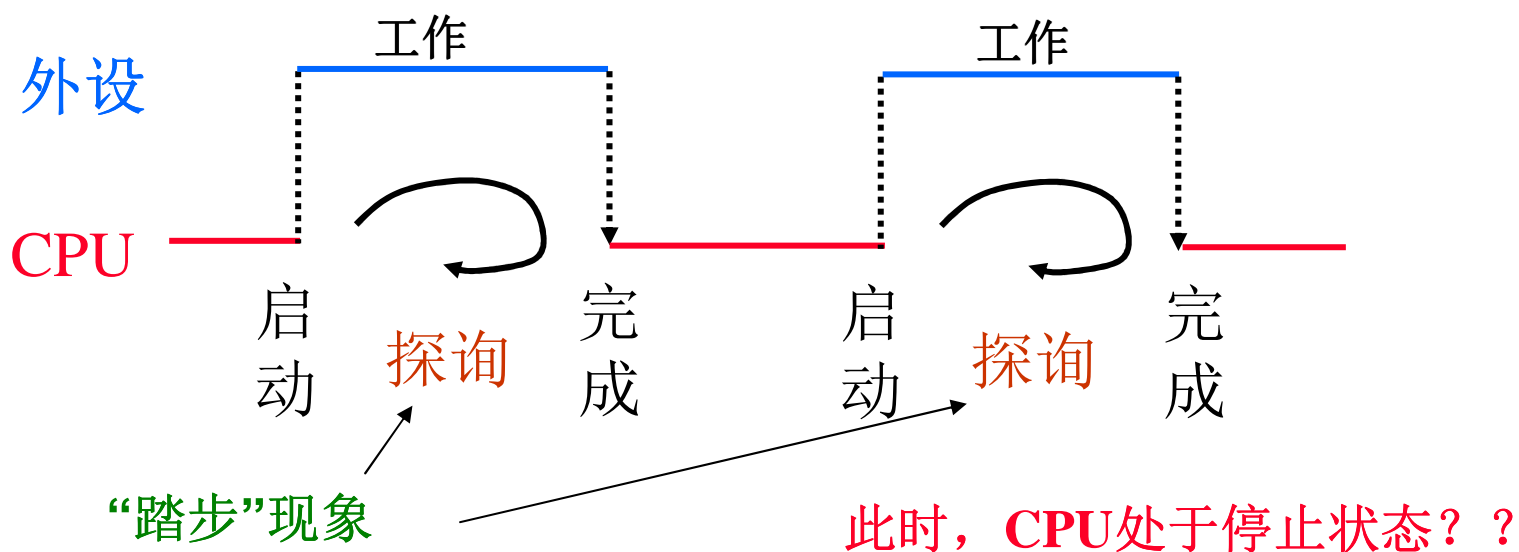 工作
工作
外设
CPU
启动
探询
完成
启动
探询
完成
“踏步”现象
此时，CPU处于停止状态？？